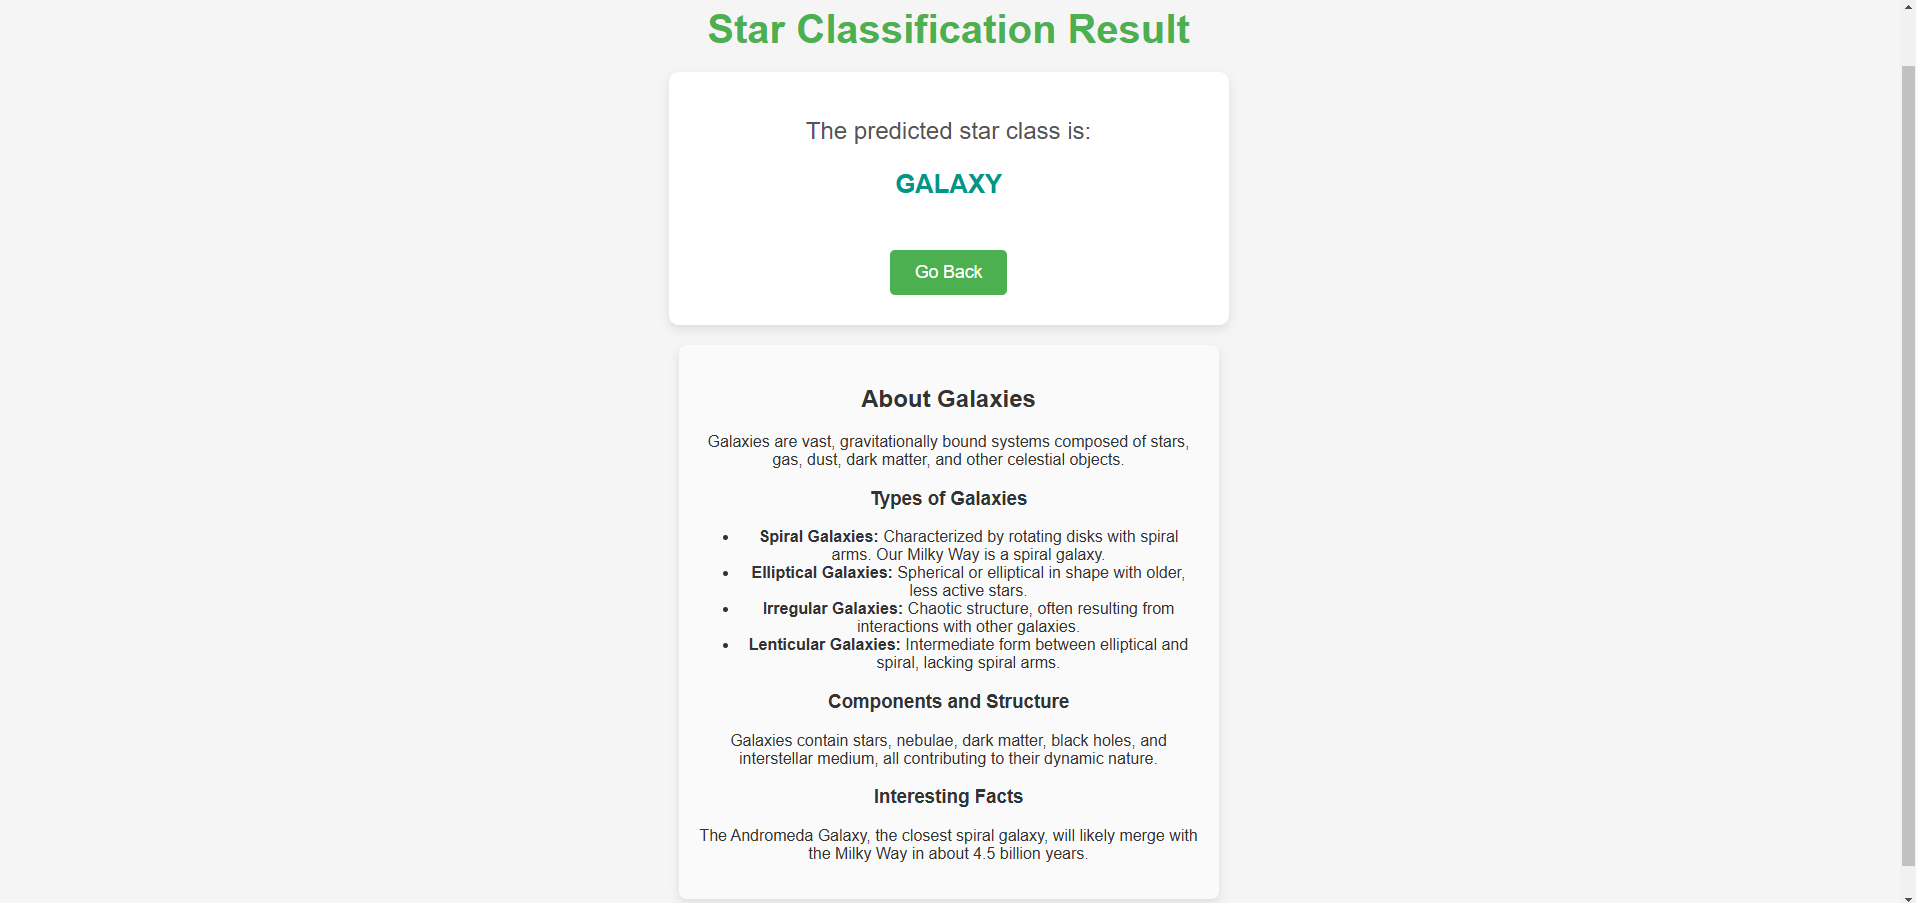 Star Classification Result
The predicted star class is:
GALAXY
Go Back
About Galaxies
Galaxies are vast, gravitationally bound systems composed of stars,
gas, dust, dark matter, and other celestial objects.
Types of Galaxies
• Spiral Galaxies: Characterized by rotating disks with spiral
arms. Our Milky Way is a spiral galaxy.
• Elliptical Galaxies: Spherical or elliptical in shape with older,
less active stars.
• Irregular Galaxies: Chaotic structure, often resulting from
interactions with other galaxies.
• Lenticular Galaxies: Intermediate form between elliptical and
spiral, lacking spiral arms.
Components and Structure
Galaxies contain stars, nebulae, dark matter, black holes, and
interstellar medium, all contributing to their dynamic nature.
Interesting Facts
The Andromeda Galaxy, the closest spiral galaxy, will likely merge with
the Milky Way in about 4.5 billion years.